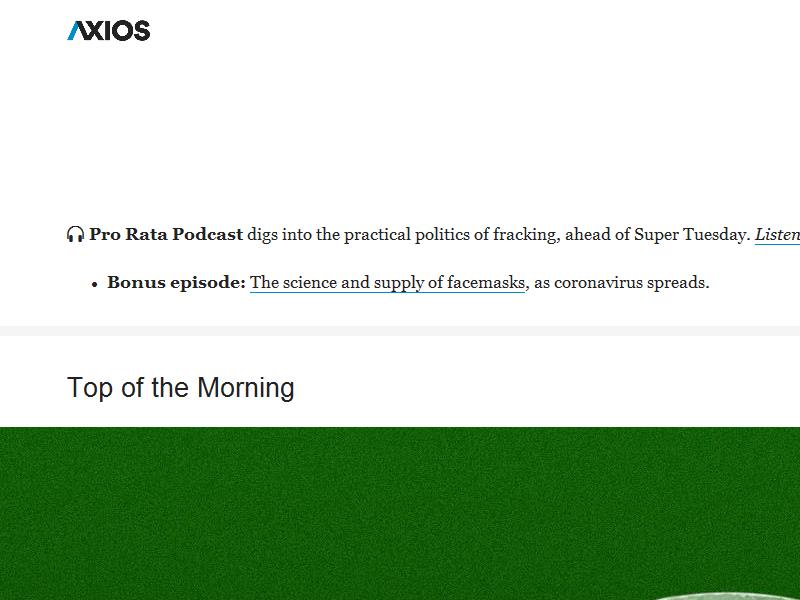 AXIOS
Pro Rata Podcast digs into the practical politics of fracking, ahead of Super Tuesday. Listen
• Bonus episode: The science and supply of facemasks, as coronavirus spreads.
Top of the Morning